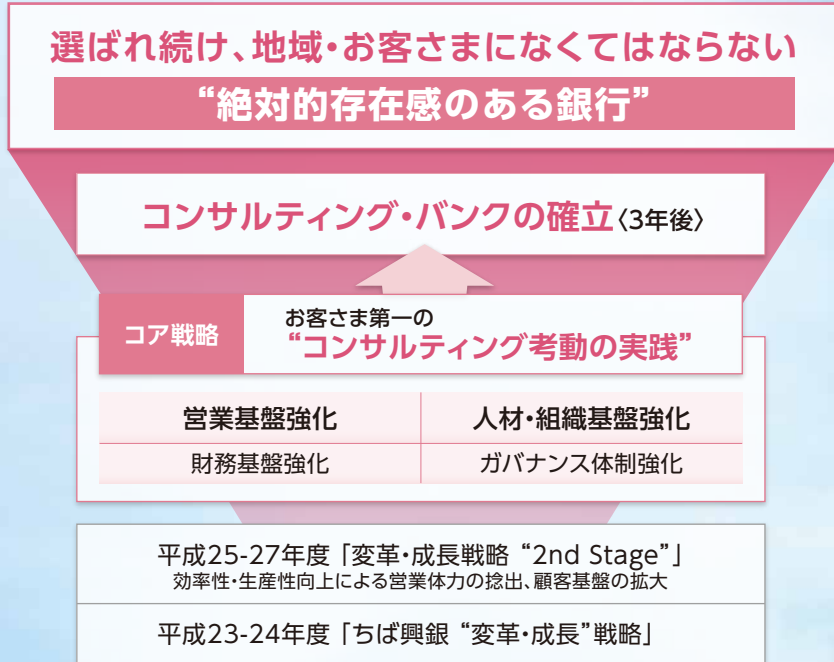 選ばれ続け、地域・お客さまになくてはならない
“絶対的存在感のある銀行”
コンサルティング・バンクの確立〈3年後〉
コア戦略
お客さま第一の
“コンサルティング考動の実践”
営業基盤強化 人材・組織基盤強化
財務基盤強化 ガバナンス体制強化
平成25-27年度「変革・成長戦略 “2nd Stage”」
効率性・生産性向上による営業体力の捻出、顧客基盤の拡大
平成23-24年度「ちば興銀 “変革・成長”戦略」